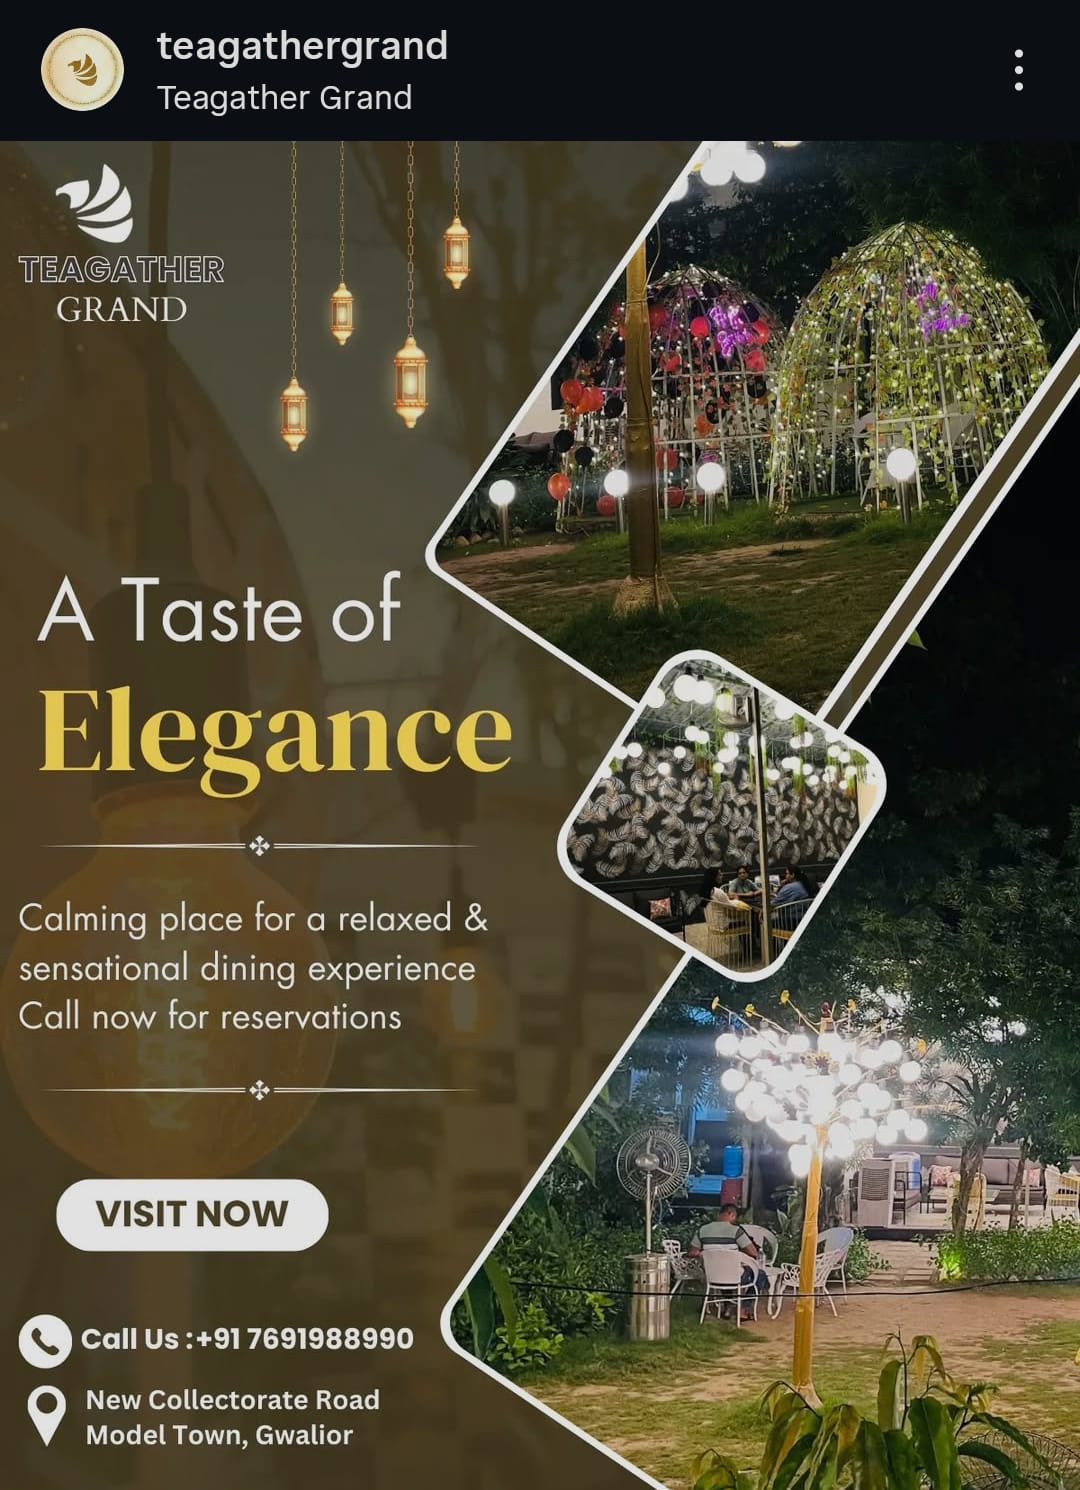 teagathergrand
Teagather Grand
TEAGATHER
GRAND
A Taste of
Elegance
Calming place for a relaxed &
sensational dining experience
Call now for reservations
VISIT NOW
Call Us :+91 7691988990
New Collectorate Road
Model Town, Gwalior